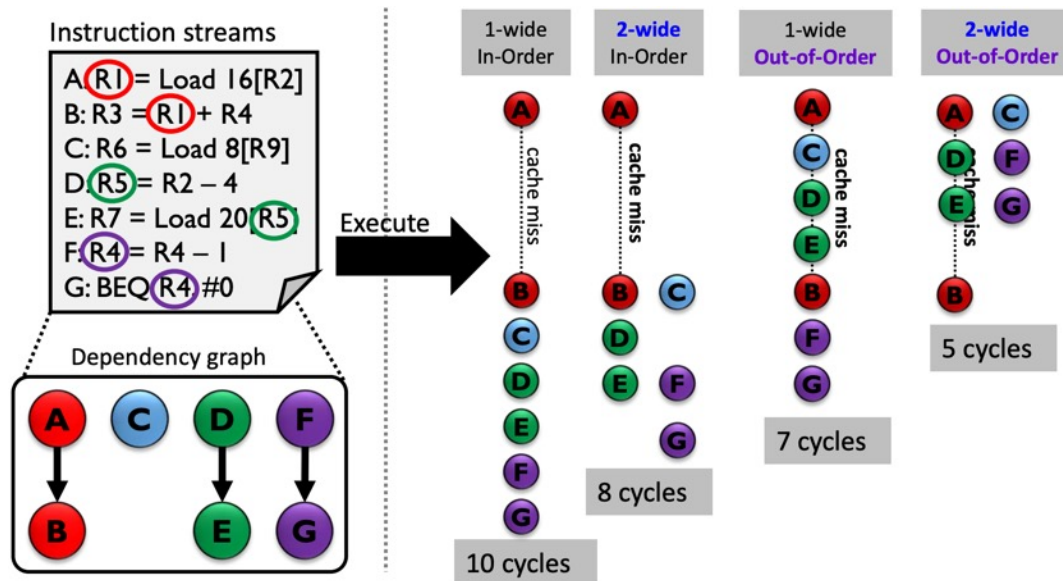 Instruction streams
A: R1 = Load 16[R2]
B: R3 = R1 + R4
C: R6 = Load 8[R9]
D: R5 = R2 – 4
E: R7 = Load 20[R5]
F: R4 = R4 – 1
G: BEQ R4 #0
Dependency graph
A C D F
B E G
Execute
1-wide
In-Order
A
cache miss
B
C
D
E
F
G
10 cycles
2-wide
In-Order
A
cache miss
B C
D
E F
G
8 cycles
1-wide
Out-of-Order
A
C
D
E
cache miss
B
F
G
7 cycles
2-wide
Out-of-Order
A C
D F
E G
cache miss
B
5 cycles